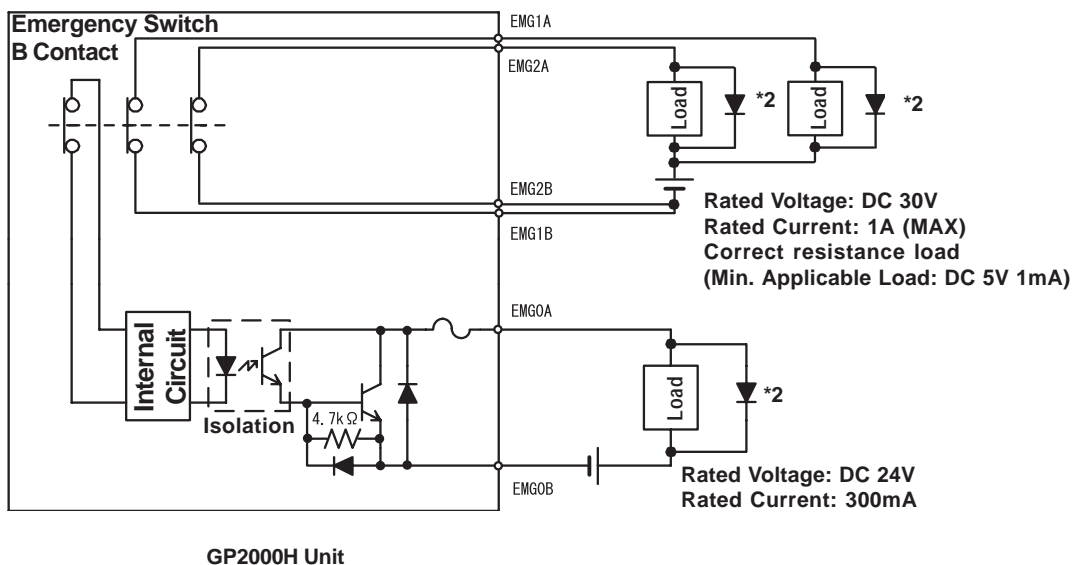 Emergency Switch
B Contact
EMG1A
EMG2A
Load
*2
Load
*2
EMG2B
EMG1B
Rated Voltage: DC 30V
Rated Current: 1A (MAX)
Correct resistance load
(Min. Applicable Load: DC 5V 1mA)
EMG0A
Internal
Circuit
Isolation
4.7kΩ
Load
*2
EMG0B
Rated Voltage: DC 24V
Rated Current: 300mA
GP2000H Unit